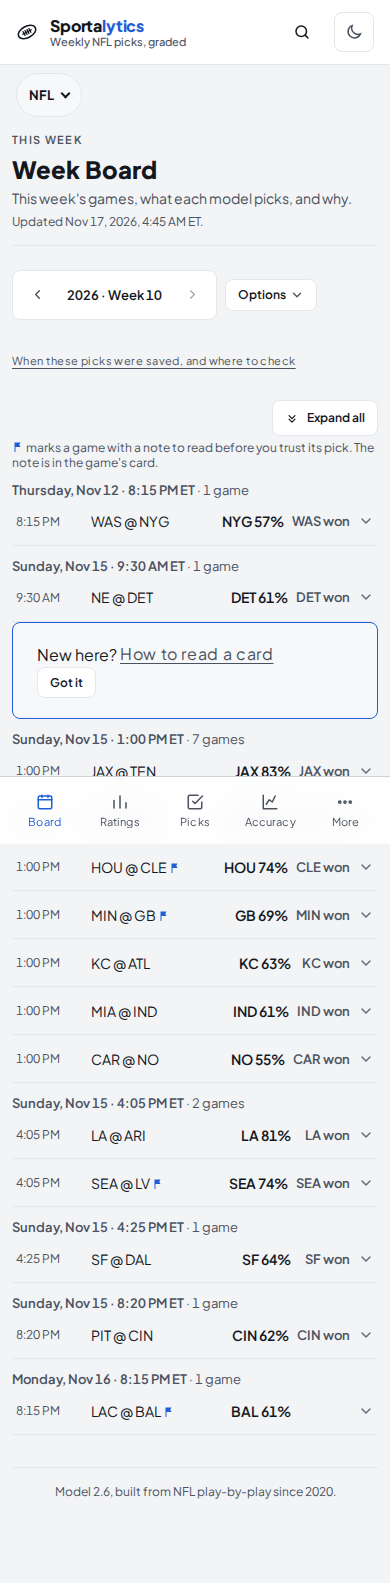 Sportalytics
Weekly NFL picks, graded
NFL
THIS WEEK
Week Board
This week's games, what each model picks, and why.
Updated Nov 17, 2026, 4:45 AM ET.
2026 · Week 10
Options
When these picks were saved, and where to check
Expand all
marks a game with a note to read before you trust its pick. The
note is in the game's card.
Thursday, Nov 12 · 8:15 PM ET · 1 game
8:15 PM WAS @ NYG NYG 57% WAS won
Sunday, Nov 15 · 9:30 AM ET · 1 game
9:30 AM NE @ DET DET 61% DET won
New here? How to read a card
Got it
Sunday, Nov 15 · 1:00 PM ET · 7 games
1:00 PM JAX @ TEN JAX 83% JAX won
Board Ratings Picks Accuracy More
1:00 PM HOU @ CLE HOU 74% CLE won
1:00 PM MIN @ GB GB 69% MIN won
1:00 PM KC @ ATL KC 63% KC won
1:00 PM MIA @ IND IND 61% IND won
1:00 PM CAR @ NO NO 55% CAR won
Sunday, Nov 15 · 4:05 PM ET · 2 games
4:05 PM LA @ ARI LA 81% LA won
4:05 PM SEA @ LV SEA 74% SEA won
Sunday, Nov 15 · 4:25 PM ET · 1 game
4:25 PM SF @ DAL SF 64% SF won
Sunday, Nov 15 · 8:20 PM ET · 1 game
8:20 PM PIT @ CIN CIN 62% CIN won
Monday, Nov 16 · 8:15 PM ET · 1 game
8:15 PM LAC @ BAL BAL 61%
Model 2.6, built from NFL play-by-play since 2020.